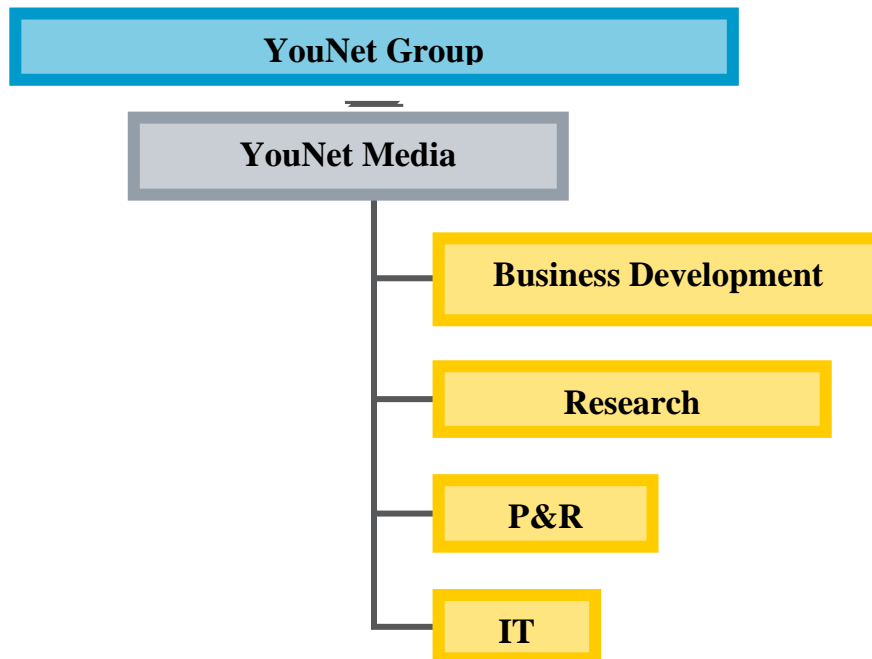 YouNet Group
YouNet Media
Business Development
Research
P&R
IT